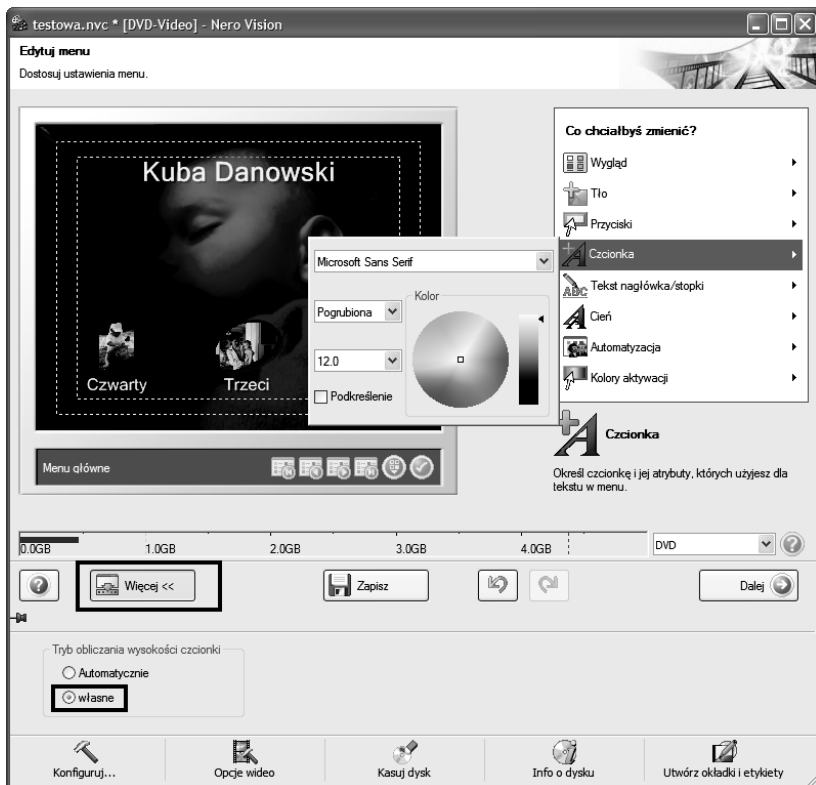 testowa.nvc * [DVD-Video] - Nero Vision
Edytuj menu
Dostosuj ustawienia menu.
Kuba Danowski
Czwarty
Trzeci
Menu główne
Microsoft Sans Serif
Pogrubiona
12.0
Podkreślenie
Kolor
Co chciałbyś zmienić?
Wygląd
Tło
Przyciski
Czcionka
Tekst nagłówka/stopki
Cień
Automatyzacja
Kolory aktywacji
Czcionka
Określ czcionkę i jej atrybuty, których użyjesz dla
tekstu w menu.
0.0GB 1.0GB 2.0GB 3.0GB 4.0GB
DVD
Więcej <<
Zapisz
Dalej
Tryb obliczania wysokości czcionki
Automatycznie
własne
Konfiguruj...
Opcje wideo
Kasuj dysk
Info o dysku
Utwórz okładki i etykiety